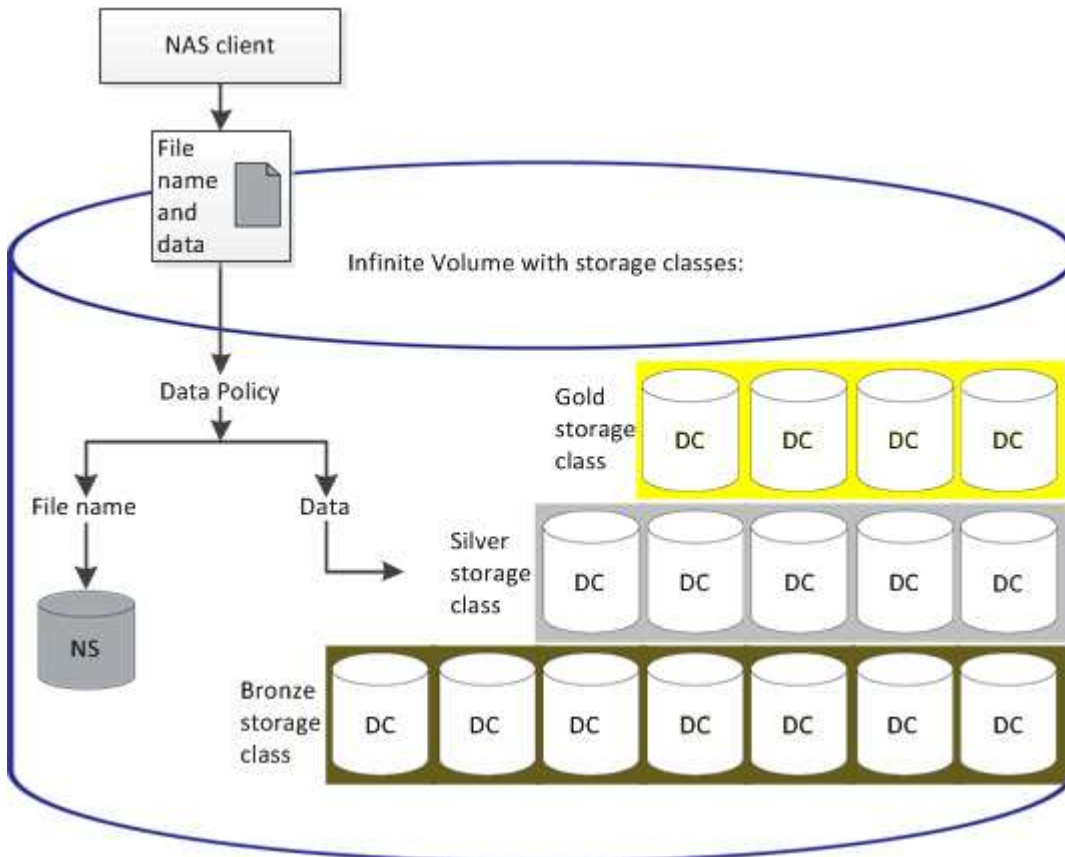 NAS client
File
name
and
data
Infinite Volume with storage classes:
Data Policy
File name
Data
NS
Gold
storage
class
DC DC DC DC
Silver
storage
class
DC DC DC DC DC
Bronze
storage
class
DC DC DC DC DC DC DC